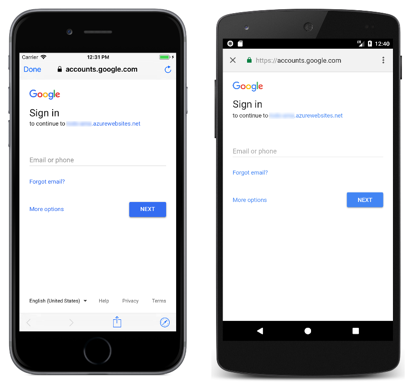 Carrier 12:31 PM
Done accounts.google.com
Google
Sign in
to continue to .azurewebsites.net
Email or phone
Forgot email?
More options NEXT
English (United States) Help Privacy Terms
12:40
https://accounts.google.com
Google
Sign in
to continue to .azurewebsites.net
Email or phone
Forgot email?
More options NEXT